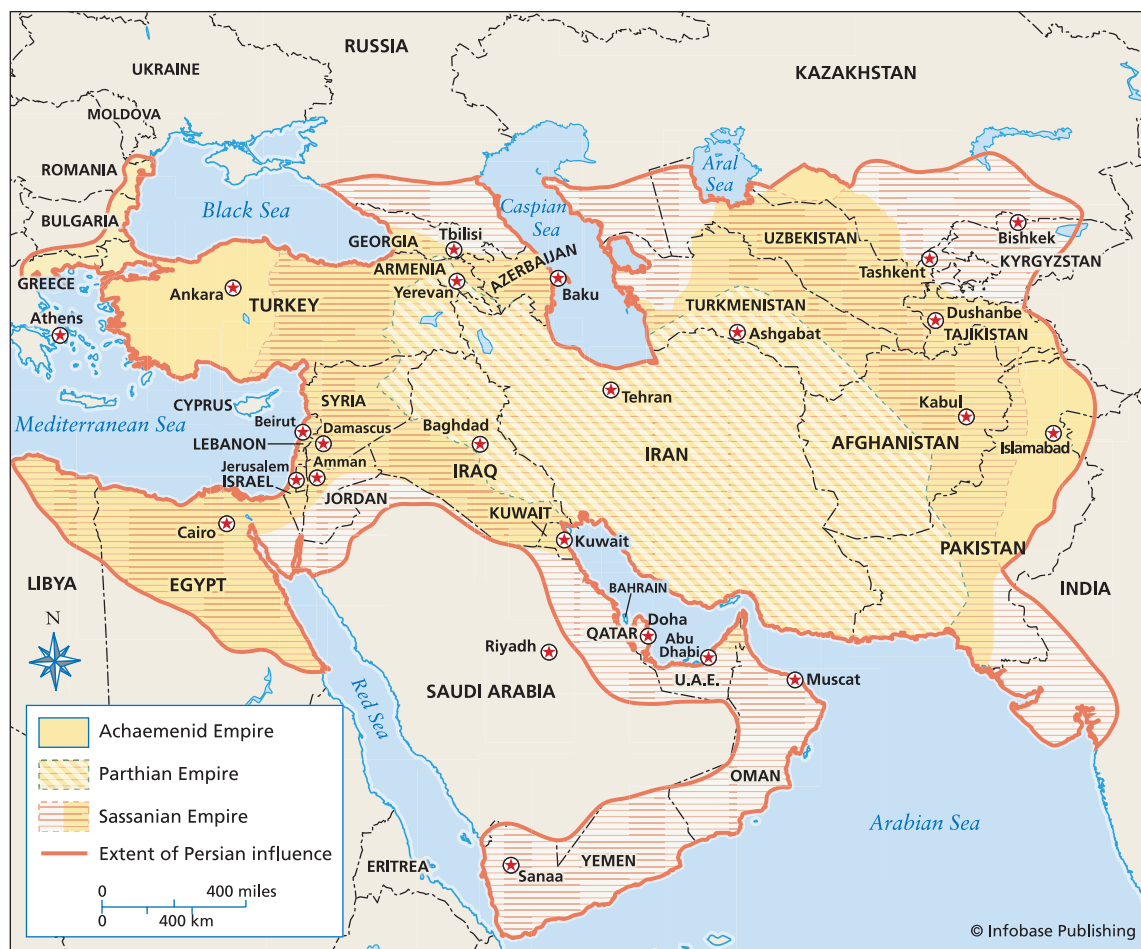 RUSSIA
UKRAINE
KAZAKHSTAN
MOLDOVA
ROMANIA
Aral
Sea
BULGARIA
Black Sea
Caspian
Sea
Tbilisi
GEORGIA
UZBEKISTAN
Bishkek
KYRGYZSTAN
Tashkent
ARMENIA
AZERBAIJAN
Yerevan
Baku
GREECE
Ankara
TURKEY
TURKMENISTAN
Athens
Ashgabat
Dushanbe
TAJIKISTAN
Tehran
CYPRUS
SYRIA
Mediterranean Sea
Beirut
Damascus
Baghdad
Kabul
LEBANON
IRAN
AFGHANISTAN
Islamabad
Jerusalem
Amman
IRAQ
ISRAEL
JORDAN
KUWAIT
Cairo
Kuwait
PAKISTAN
LIBYA
EGYPT
INDIA
BAHRAIN
N
Doha
QATAR
Abu
Dhabi
Riyadh
U.A.E.
Muscat
SAUDI ARABIA
Red Sea
Achaemenid Empire
Parthian Empire
OMAN
Sassanian Empire
Arabian Sea
Extent of Persian influence
ERITREA
YEMEN
Sanaa
0 400 miles
0 400 km
© Infobase Publishing